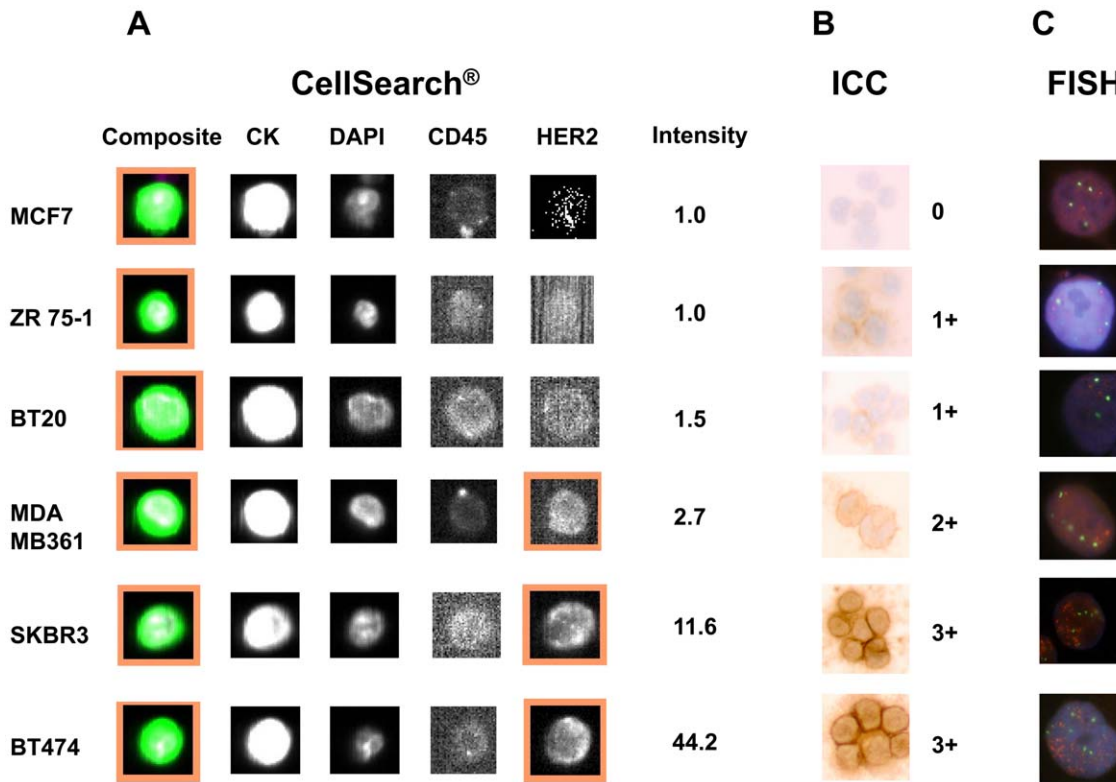 A B C
CellSearch® ICC FISH
Composite CK DAPI CD45 HER2 Intensity
MCF7 1.0 0
ZR 75-1 1.0 1+
BT20 1.5 1+
MDA
MB361 2.7 2+
SKBR3 11.6 3+
BT474 44.2 3+